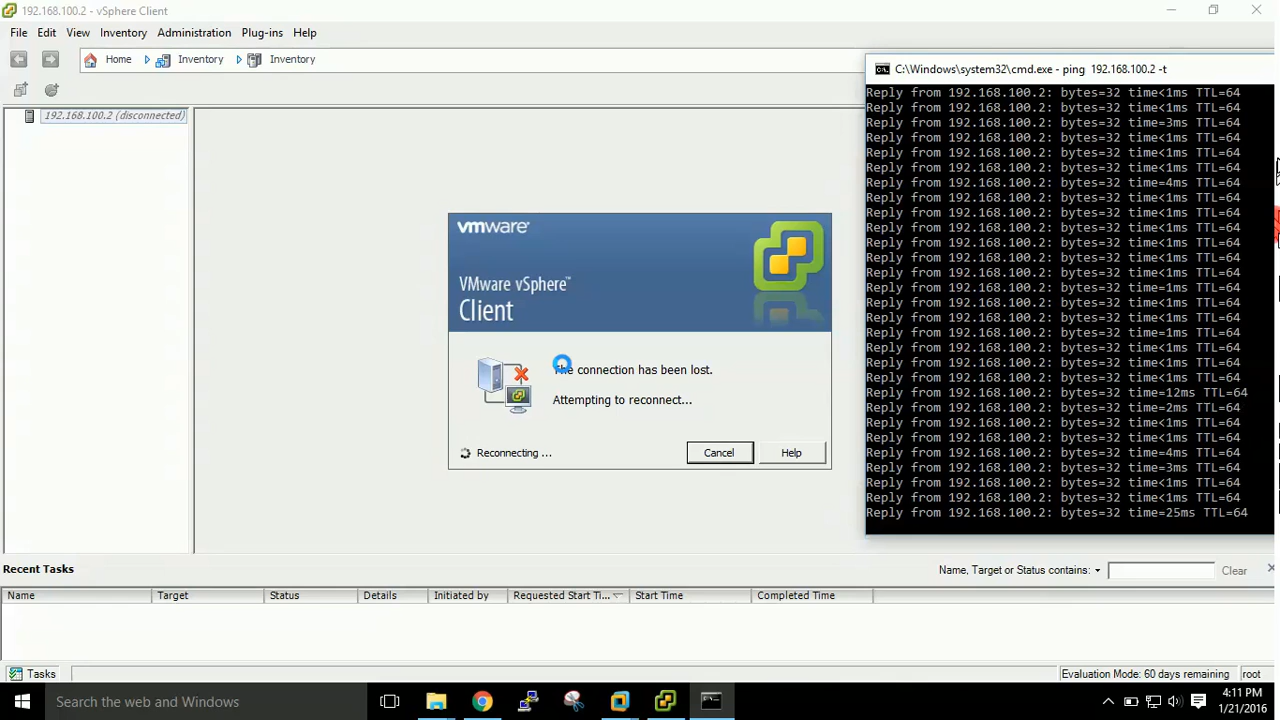 192.168.100.2 - vSphere Client
File Edit View Inventory Administration Plug-ins Help
Home Inventory Inventory
192.168.100.2 (disconnected)
C:\Windows\system32\cmd.exe - ping 192.168.100.2 -t
Reply from 192.168.100.2: bytes=32 time<1ms TTL=64
Reply from 192.168.100.2: bytes=32 time<1ms TTL=64
Reply from 192.168.100.2: bytes=32 time=3ms TTL=64
Reply from 192.168.100.2: bytes=32 time<1ms TTL=64
Reply from 192.168.100.2: bytes=32 time<1ms TTL=64
Reply from 192.168.100.2: bytes=32 time<1ms TTL=64
Reply from 192.168.100.2: bytes=32 time=4ms TTL=64
Reply from 192.168.100.2: bytes=32 time<1ms TTL=64
Reply from 192.168.100.2: bytes=32 time<1ms TTL=64
Reply from 192.168.100.2: bytes=32 time<1ms TTL=64
Reply from 192.168.100.2: bytes=32 time<1ms TTL=64
Reply from 192.168.100.2: bytes=32 time<1ms TTL=64
Reply from 192.168.100.2: bytes=32 time<1ms TTL=64
Reply from 192.168.100.2: bytes=32 time=1ms TTL=64
Reply from 192.168.100.2: bytes=32 time<1ms TTL=64
Reply from 192.168.100.2: bytes=32 time<1ms TTL=64
Reply from 192.168.100.2: bytes=32 time<1ms TTL=64
Reply from 192.168.100.2: bytes=32 time<1ms TTL=64
Reply from 192.168.100.2: bytes=32 time<1ms TTL=64
Reply from 192.168.100.2: bytes=32 time<1ms TTL=64
Reply from 192.168.100.2: bytes=32 time=12ms TTL=64
Reply from 192.168.100.2: bytes=32 time=2ms TTL=64
Reply from 192.168.100.2: bytes=32 time<1ms TTL=64
Reply from 192.168.100.2: bytes=32 time<1ms TTL=64
Reply from 192.168.100.2: bytes=32 time=4ms TTL=64
Reply from 192.168.100.2: bytes=32 time=3ms TTL=64
Reply from 192.168.100.2: bytes=32 time<1ms TTL=64
Reply from 192.168.100.2: bytes=32 time=25ms TTL=64
vmware®
VMware vSphere™
Client
The connection has been lost.
Attempting to reconnect...
Reconnecting ... Cancel Help
Recent Tasks Name, Target or Status contains: Clear
Name Target Status Details Initiated by Requested Start Ti... Start Time Completed Time
Tasks Evaluation Mode: 60 days remaining root
Search the web and Windows
4:11 PM
1/21/2016